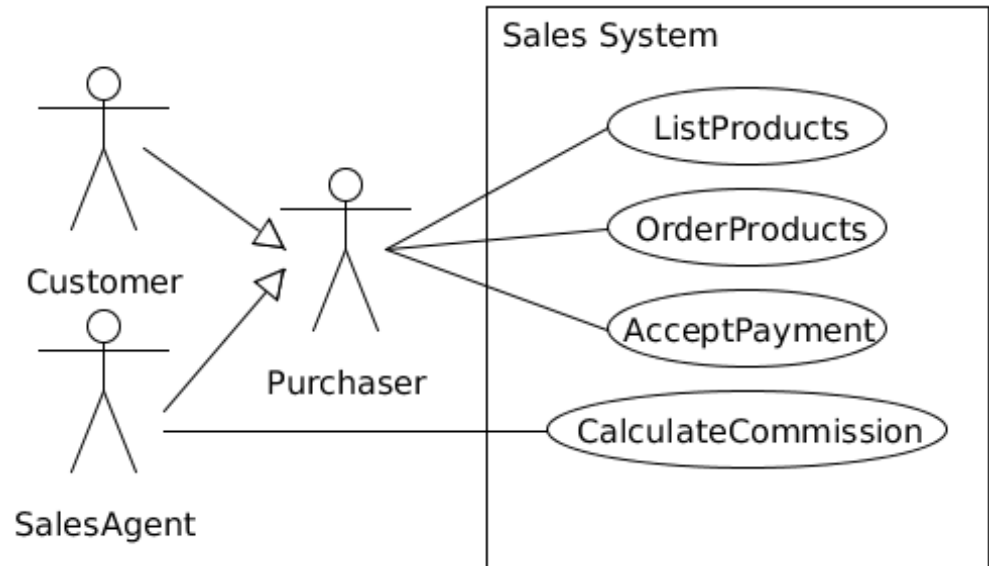 Sales System
ListProducts
OrderProducts
AcceptPayment
CalculateCommission
Customer
Purchaser
SalesAgent